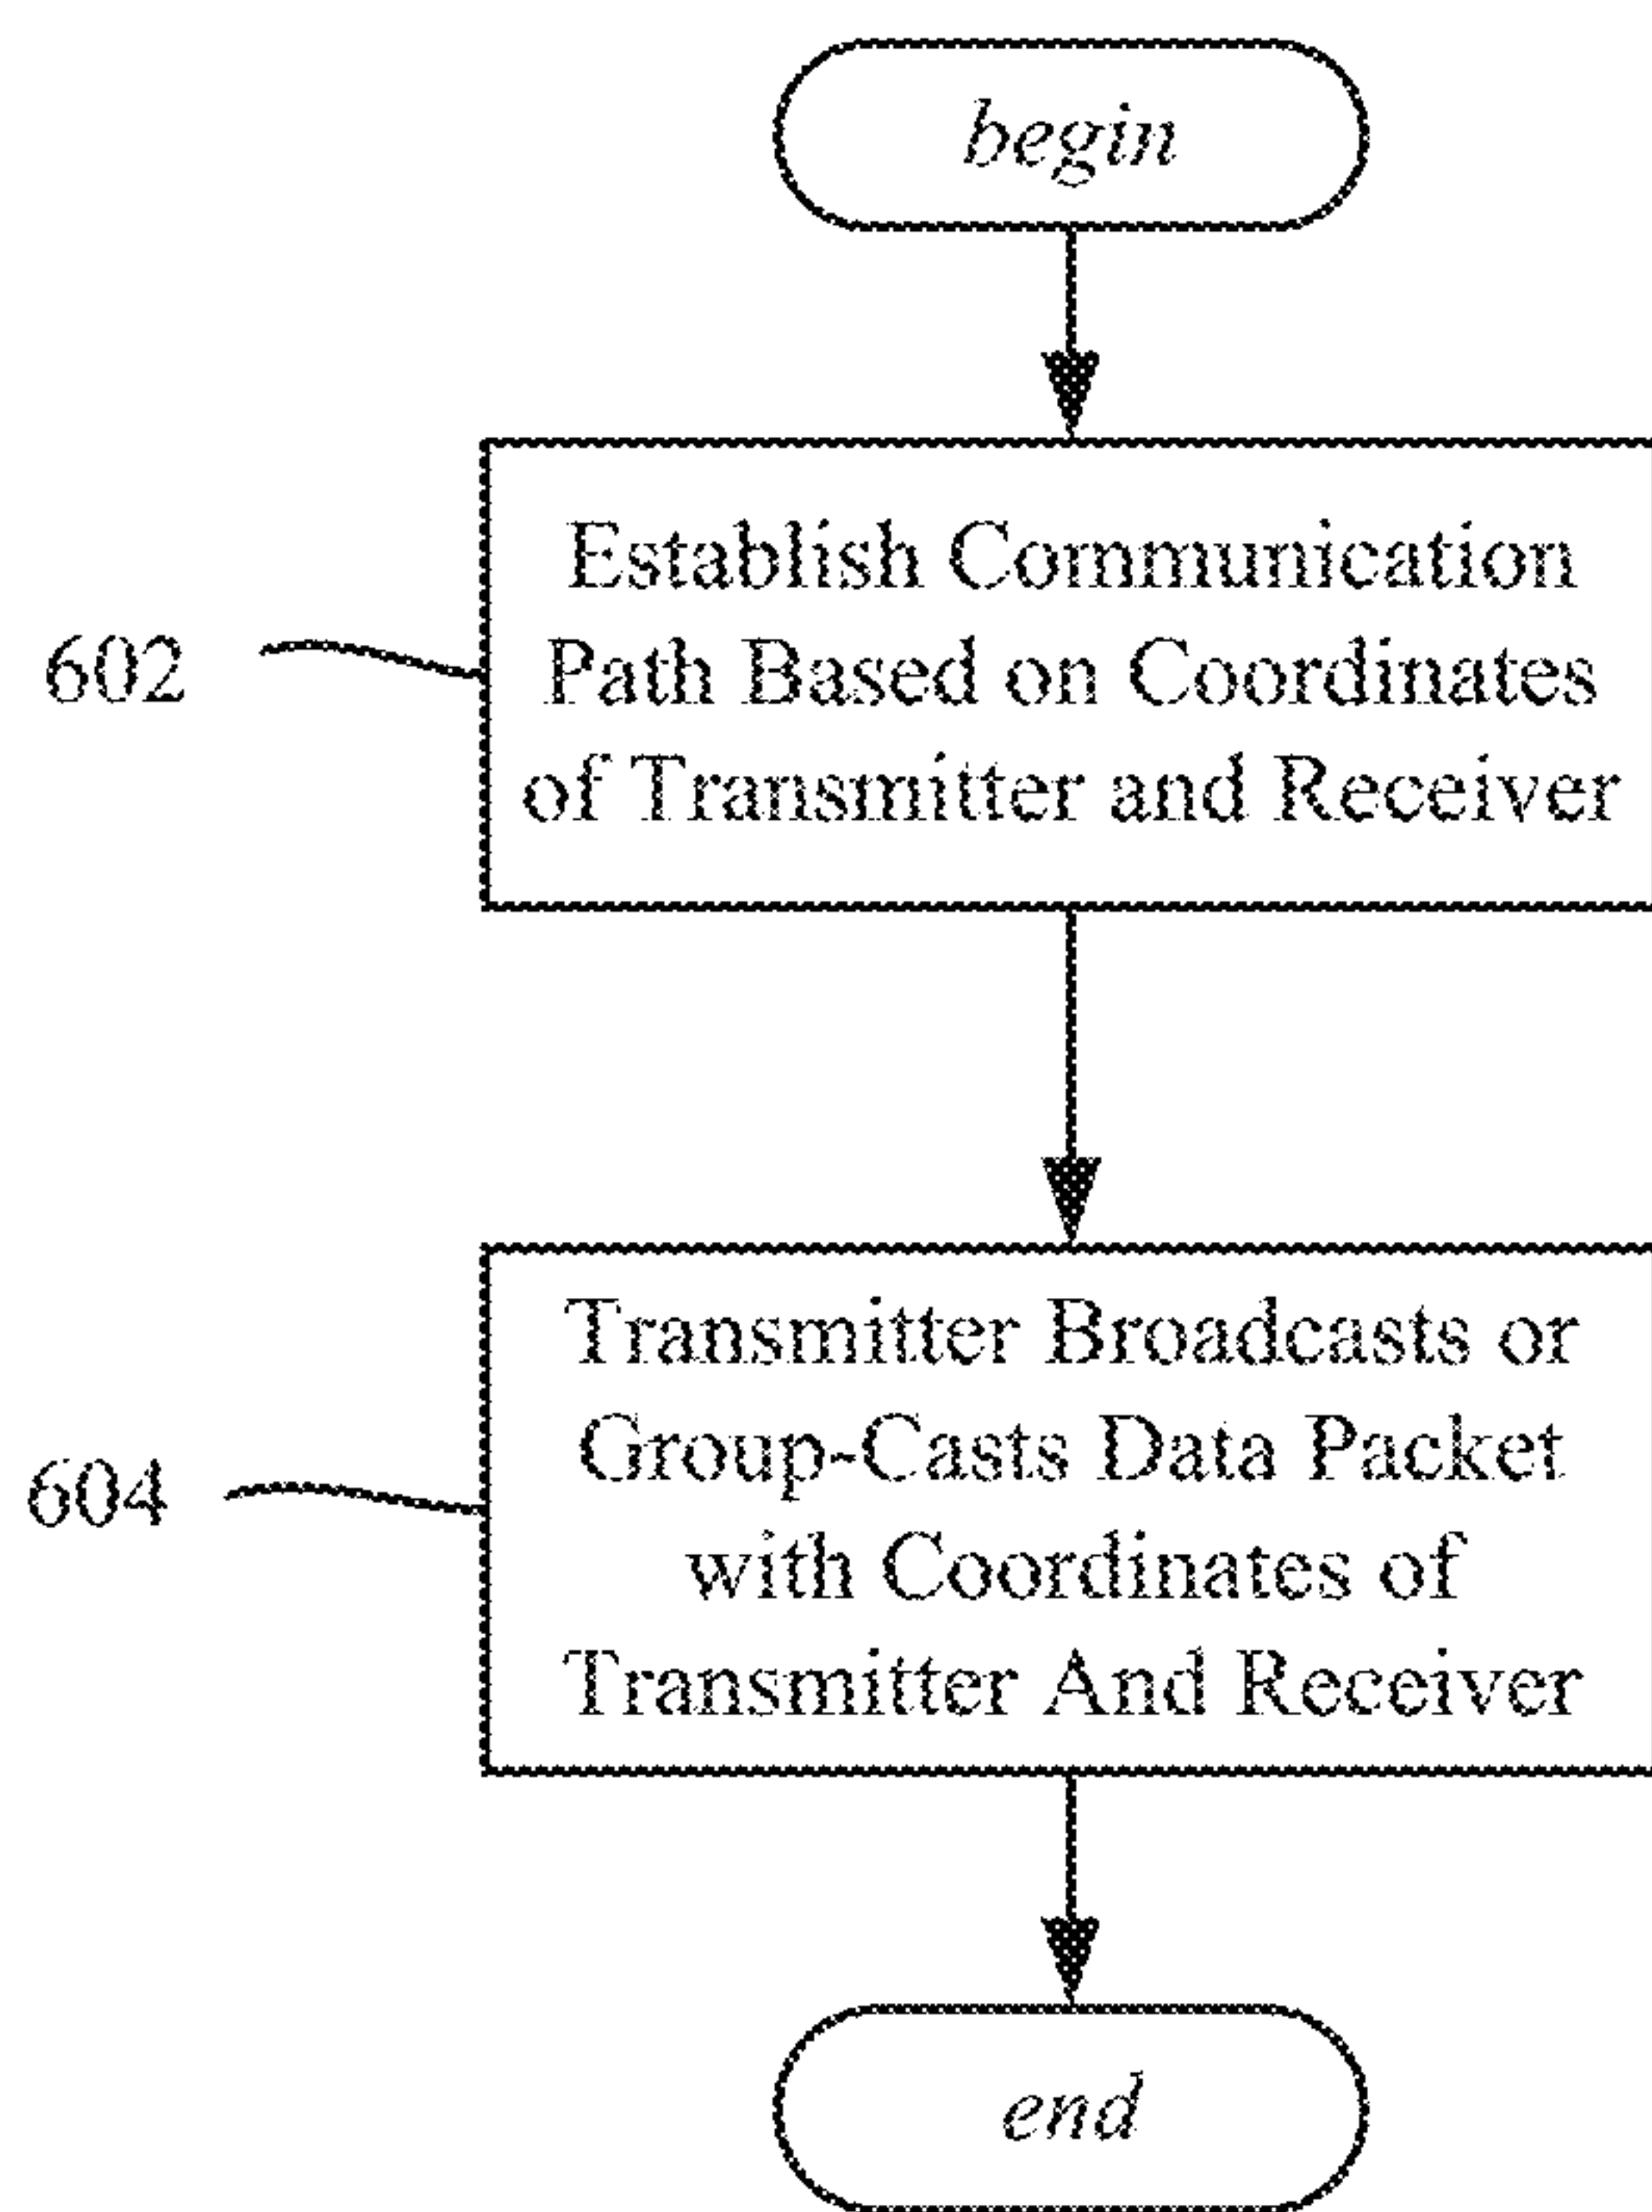 begin
602
Establish Communication
Path Based on Coordinates
of Transmitter and Receiver
604
Transmitter Broadcasts or
Group-Casts Data Packet
with Coordinates of
Transmitter And Receiver
end